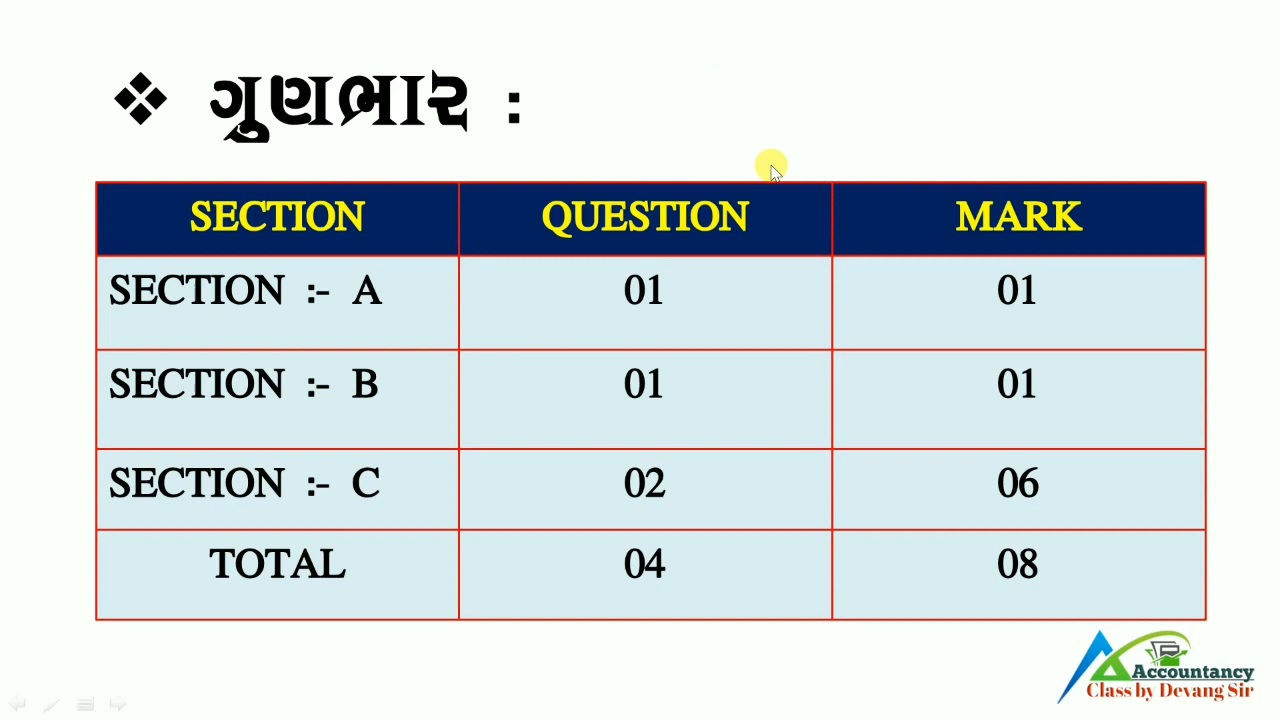 ❖ ગુણભાર :
SECTION QUESTION MARK
SECTION :- A 01 01
SECTION :- B 01 01
SECTION :- C 02 06
TOTAL 04 08
Accountancy
Class by Devang Sir